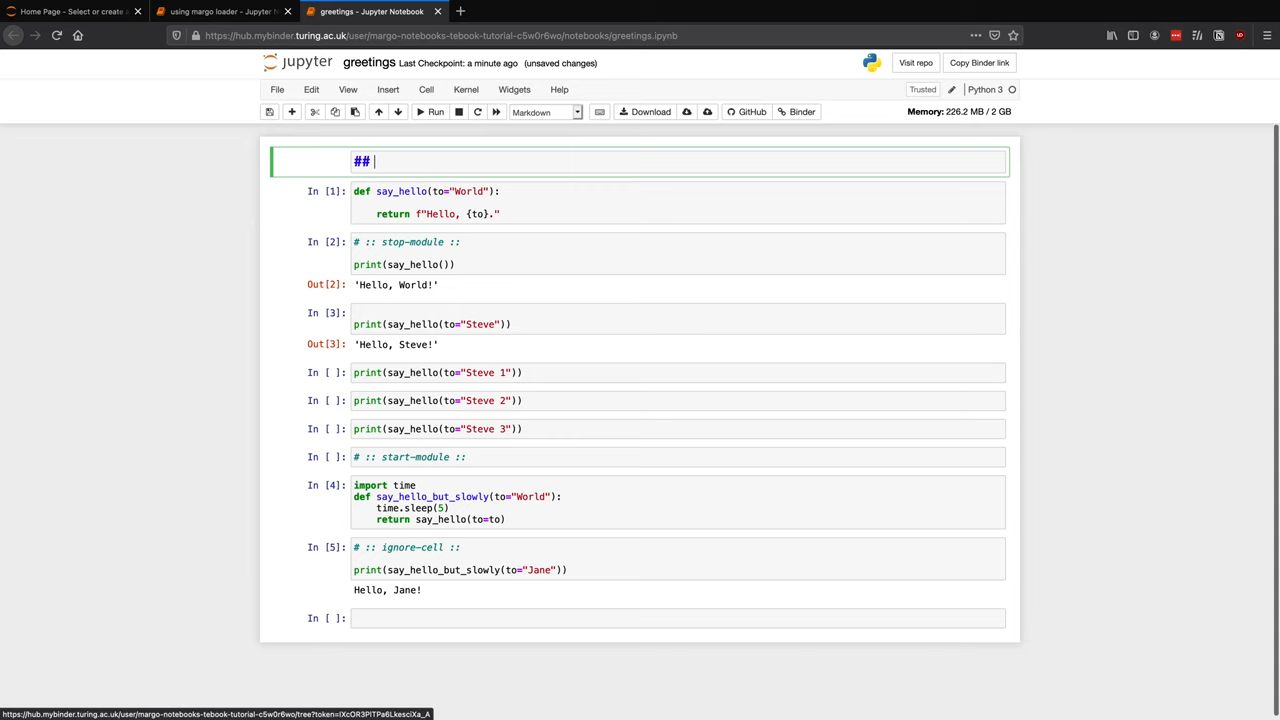 Home Page - Select or create a
using margo loader - Jupyter N
greetings - Jupyter Notebook
https://hub.mybinder.turing.ac.uk/user/margo-notebooks-tebook-tutorial-c5w0r6wo/notebooks/greetings.ipynb
jupyter greetings Last Checkpoint: a minute ago (unsaved changes)
Visit repo
Copy Binder link
File Edit View Insert Cell Kernel Widgets Help
Trusted
Python 3
Run
Markdown
Download
GitHub
Binder
Memory: 226.2 MB / 2 GB
##
In [1]: def say_hello(to="World"):
return f"Hello, {to}."
In [2]: # :: stop-module ::
print(say_hello())
Out[2]: 'Hello, World!'
In [3]:
print(say_hello(to="Steve"))
Out[3]: 'Hello, Steve!'
In [ ]: print(say_hello(to="Steve 1"))
In [ ]: print(say_hello(to="Steve 2"))
In [ ]: print(say_hello(to="Steve 3"))
In [ ]: # :: start-module ::
In [4]: import time
def say_hello_but_slowly(to="World"):
time.sleep(5)
return say_hello(to=to)
In [5]: # :: ignore-cell ::
print(say_hello_but_slowly(to="Jane"))
Hello, Jane!
In [ ]: